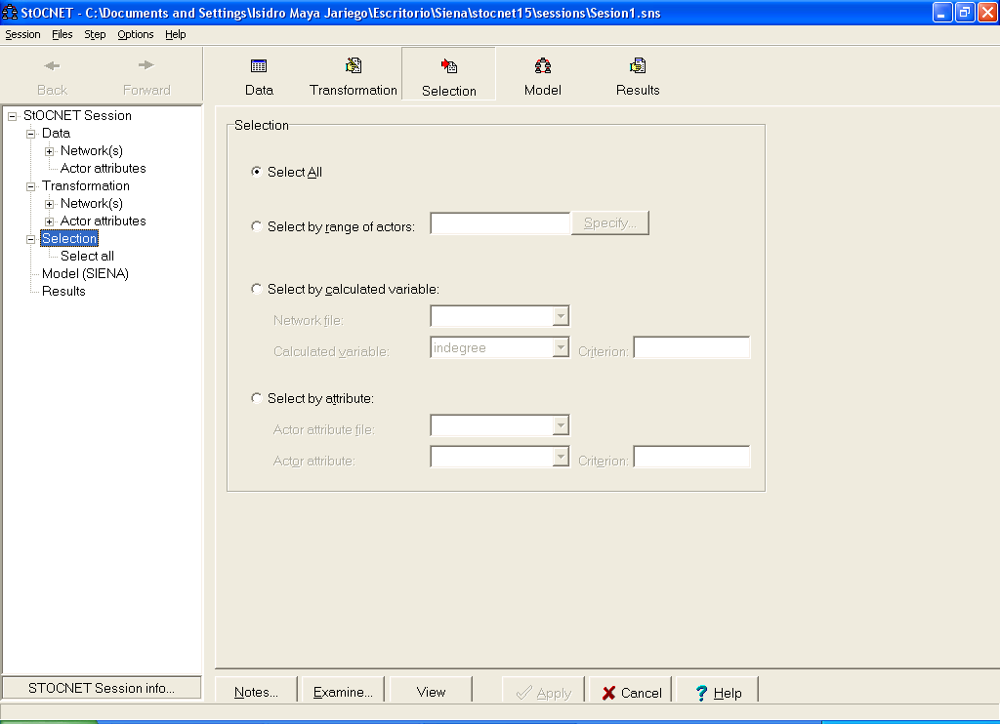 StOCNET - C:\Documents and Settings\Isidro Maya Jariego\Escritorio\Siena\stocnet15\sessions\Sesion1.sns
Session Files Step Options Help
Back Forward
Data Transformation Selection Model Results
StOCNET Session
Data
Network(s)
Actor attributes
Transformation
Network(s)
Actor attributes
Selection
Select all
Model (SIENA)
Results
STOCNET Session info...
Selection
Select All
Select by range of actors: Specify...
Select by calculated variable:
Network file:
Calculated variable: indegree Criterion:
Select by attribute:
Actor attribute file:
Actor attribute: Criterion:
Notes... Examine... View Apply Cancel Help